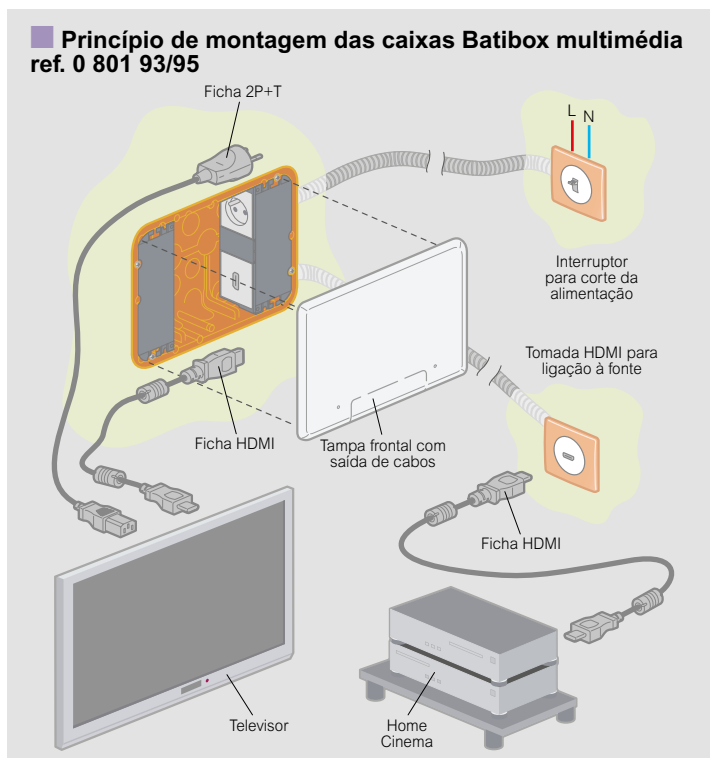 Princípio de montagem das caixas Batibox multimédia
ref. 0 801 93/95
Ficha 2P+T
L N
Interruptor
para corte da
alimentação
Tomada HDMI para
ligação à fonte
Ficha HDMI
Tampa frontal com
saída de cabos
Ficha HDMI
Televisor
Home
Cinema